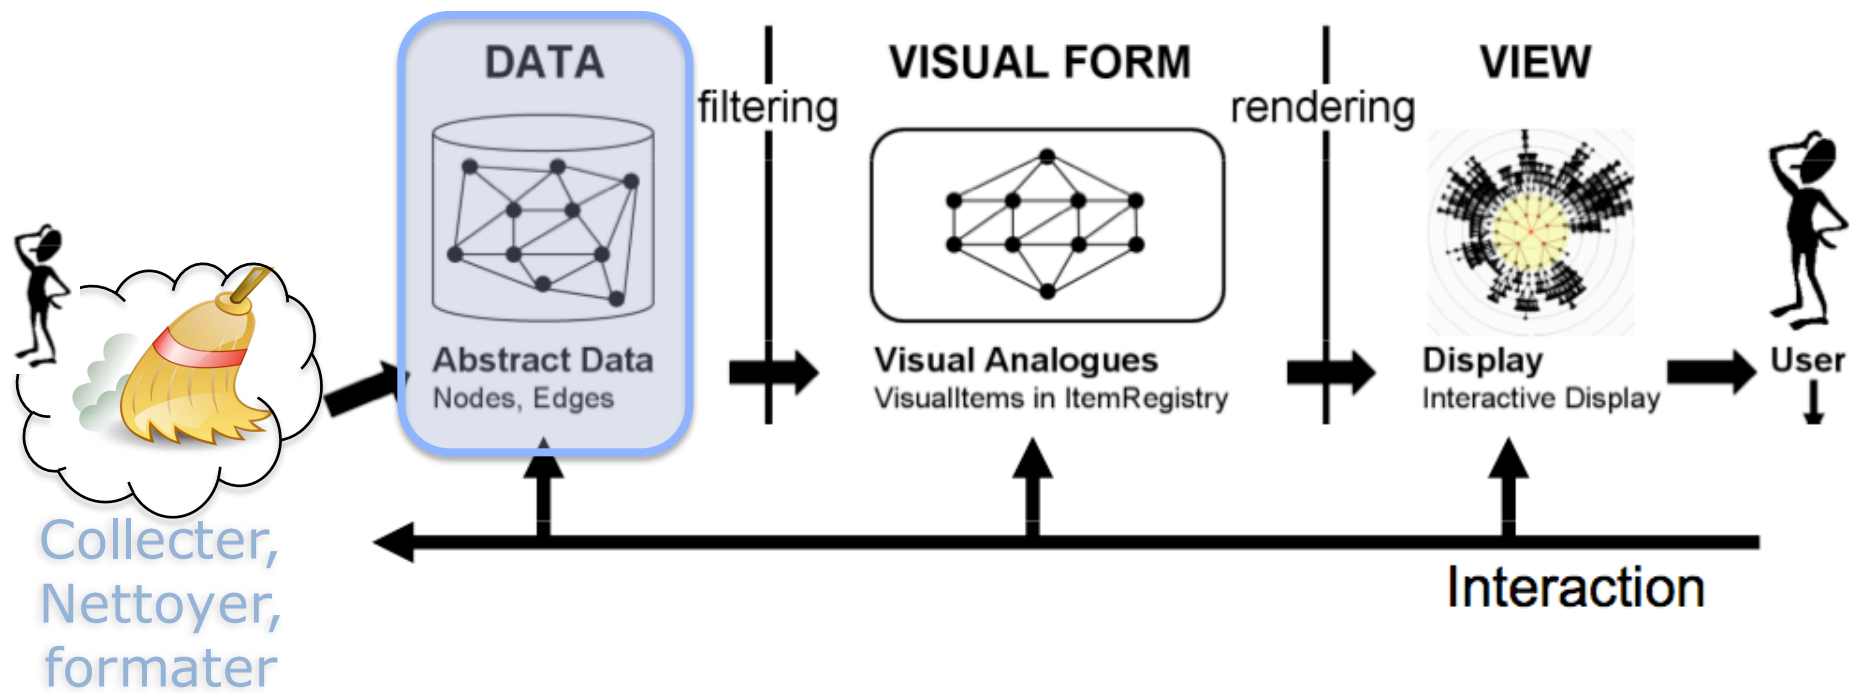 DATA
filtering
VISUAL FORM
rendering
VIEW
Abstract Data
Nodes, Edges
Visual Analogues
VisualItems in ItemRegistry
Display
Interactive Display
User
Collecter,
Nettoyer,
formater
Interaction